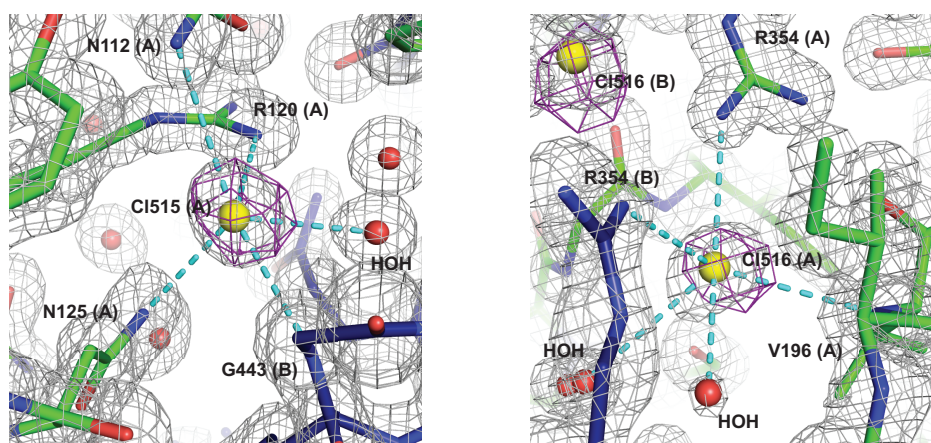 N112 (A)
R120 (A)
Cl515 (A)
HOH
N125 (A)
G443 (B)
R354 (A)
Cl516 (B)
R354 (B)
Cl516 (A)
HOH
V196 (A)
HOH